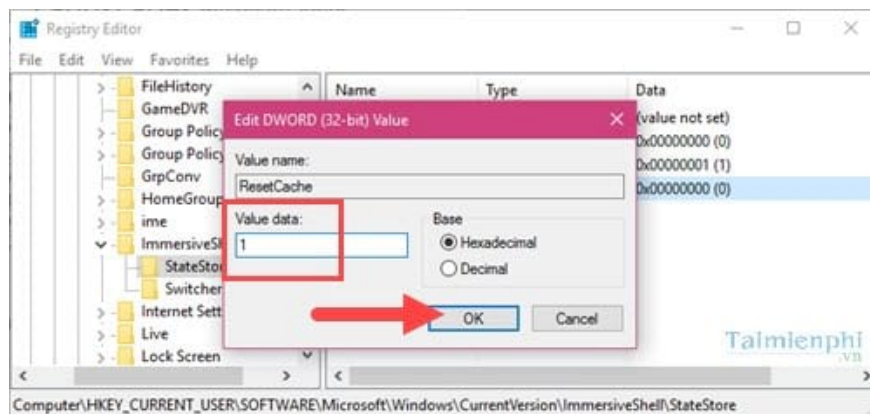 Registry Editor
File Edit View Favorites Help
FileHistory
GameDVR
Group Policy
Group Policy
GrpConv
HomeGroup
ime
ImmersiveSh
StateStor
Switcher
Internet Sett
Live
Lock Screen
Name Type Data
(value not set)
0x00000000 (0)
0x00000001 (1)
0x00000000 (0)
Edit DWORD (32-bit) Value
Value name:
ResetCache
Value data:
1
Base
Hexadecimal
Decimal
OK Cancel
Taimienphi
.VN
Computer\HKEY_CURRENT_USER\SOFTWARE\Microsoft\Windows\CurrentVersion\ImmersiveShell\StateStore